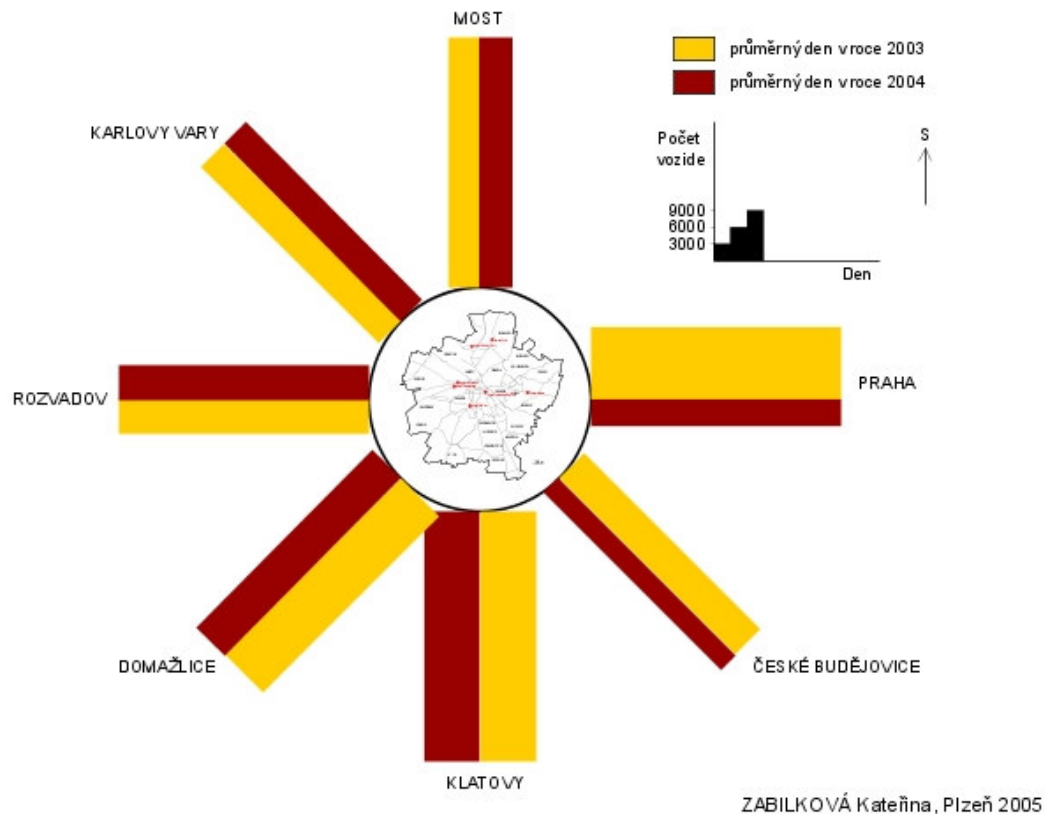 MOST
průměrný den v roce 2003
průměrný den v roce 2004
KARLOVY VARY
Počet
vozide
S
9000
6000
3000
Den
PRAHA
ROZVADOV
DOMAŽLICE
ČESKÉ BUDĚJOVICE
KLATOVY
ZABILKOVÁ Kateřina, Plzeň 2005